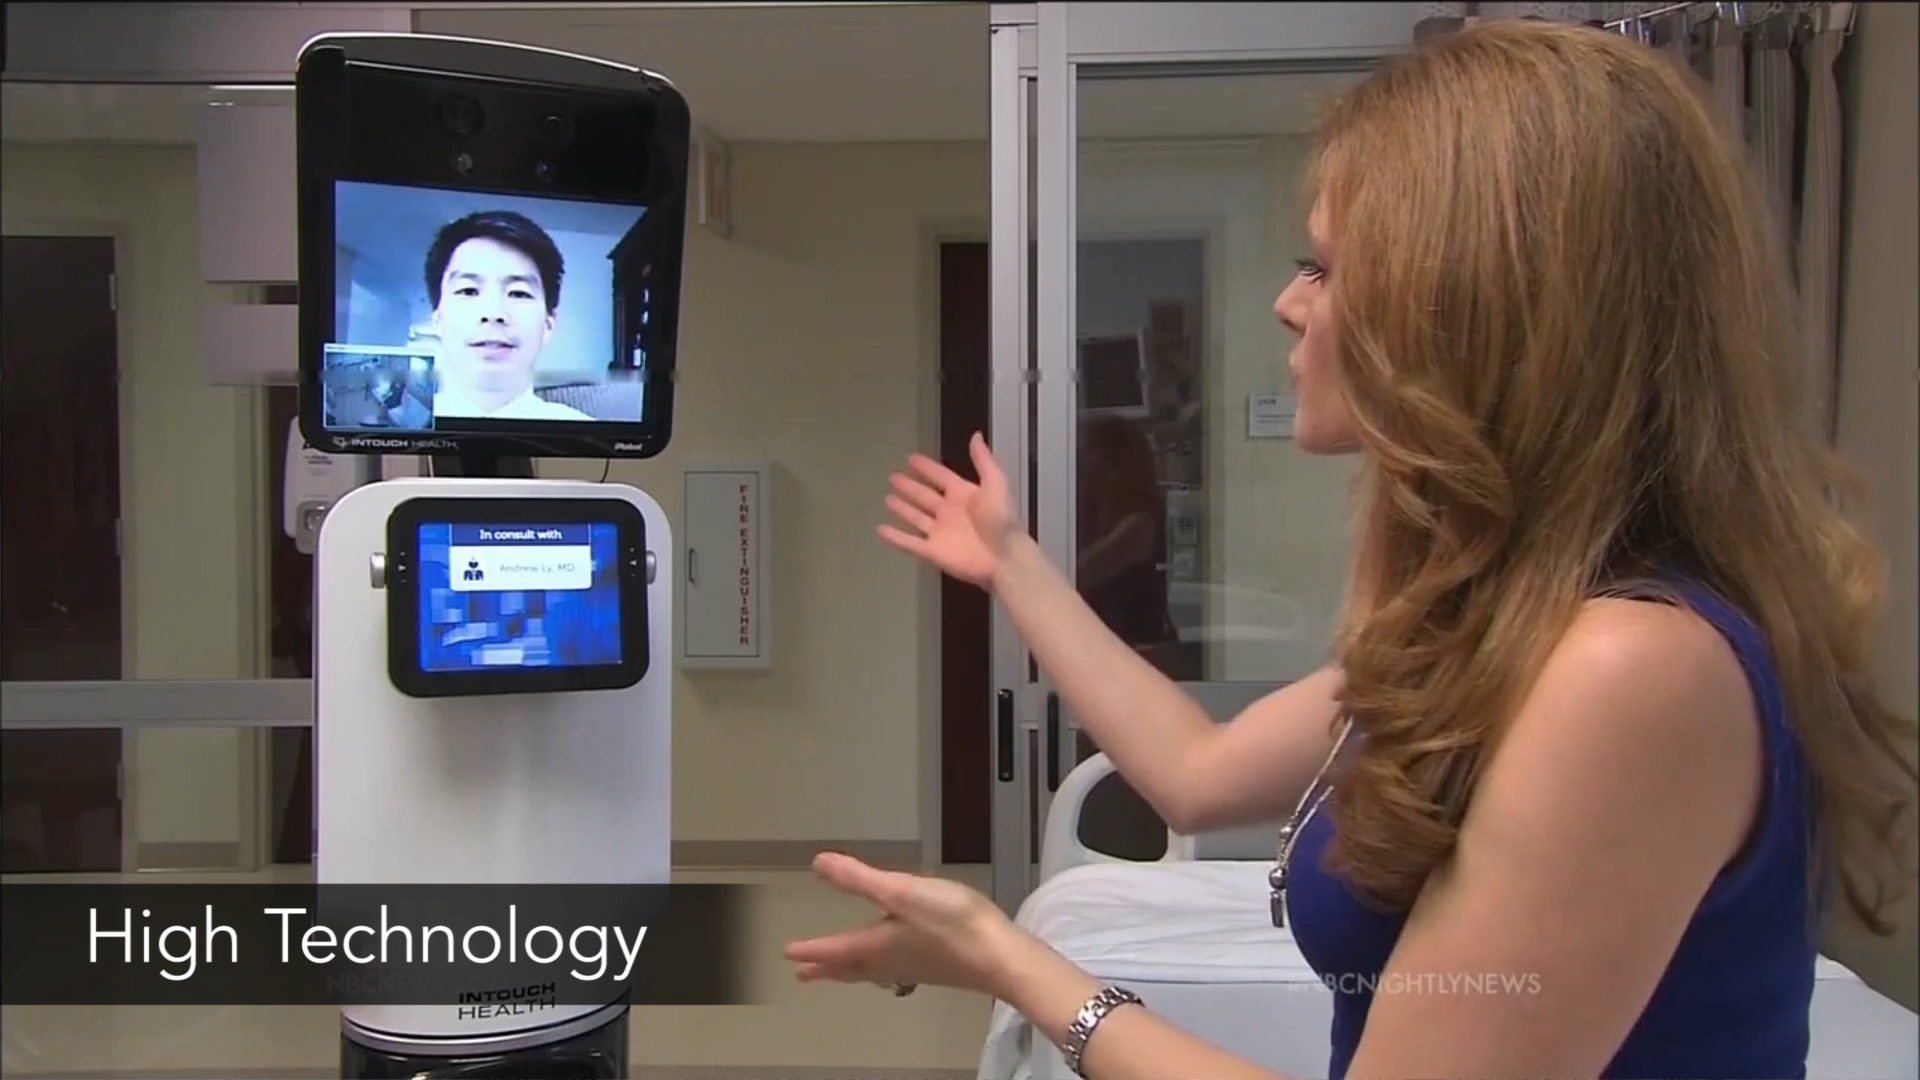 INTOUCH HEALTH
iRobot
In consult with
Andrew Ly, MD
FIRE EXTINGUISHER
High Technology
NBCNEWS
#NBCNIGHTLYNEWS
INTOUCH
HEALTH